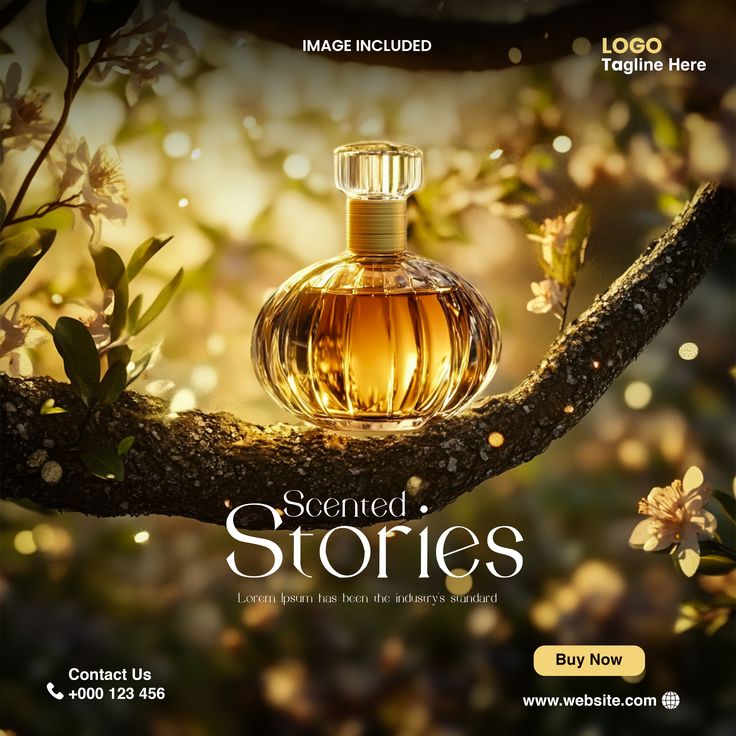 IMAGE INCLUDED
LOGO
Tagline Here
Scented
Stories
Lorem Ipsum has been the industry's standard
Buy Now
Contact Us
+000 123 456
www.website.com